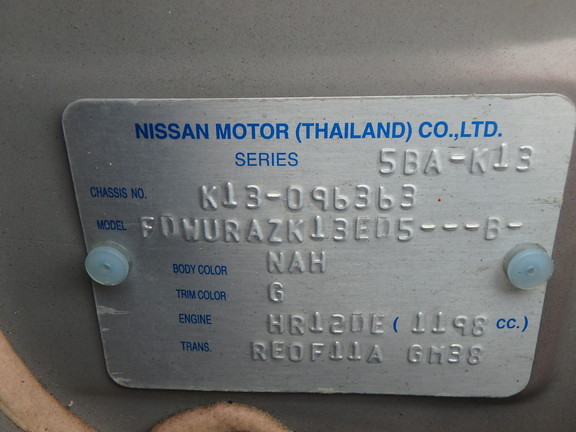 NISSAN MOTOR (THAILAND) CO.,LTD.
SERIES 5BA-K13
CHASSIS NO. K13-096363
MODEL FDWURAZK13ED5---B-
BODY COLOR NAH
TRIM COLOR G
ENGINE HR12DE ( 1198 CC.)
TRANS. RE0F11A GM38